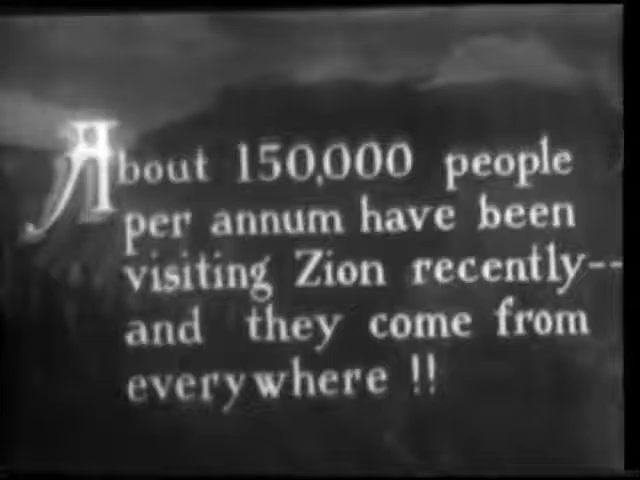 About 150,000 people
per annum have been
visiting Zion recently--
and they come from
everywhere !!